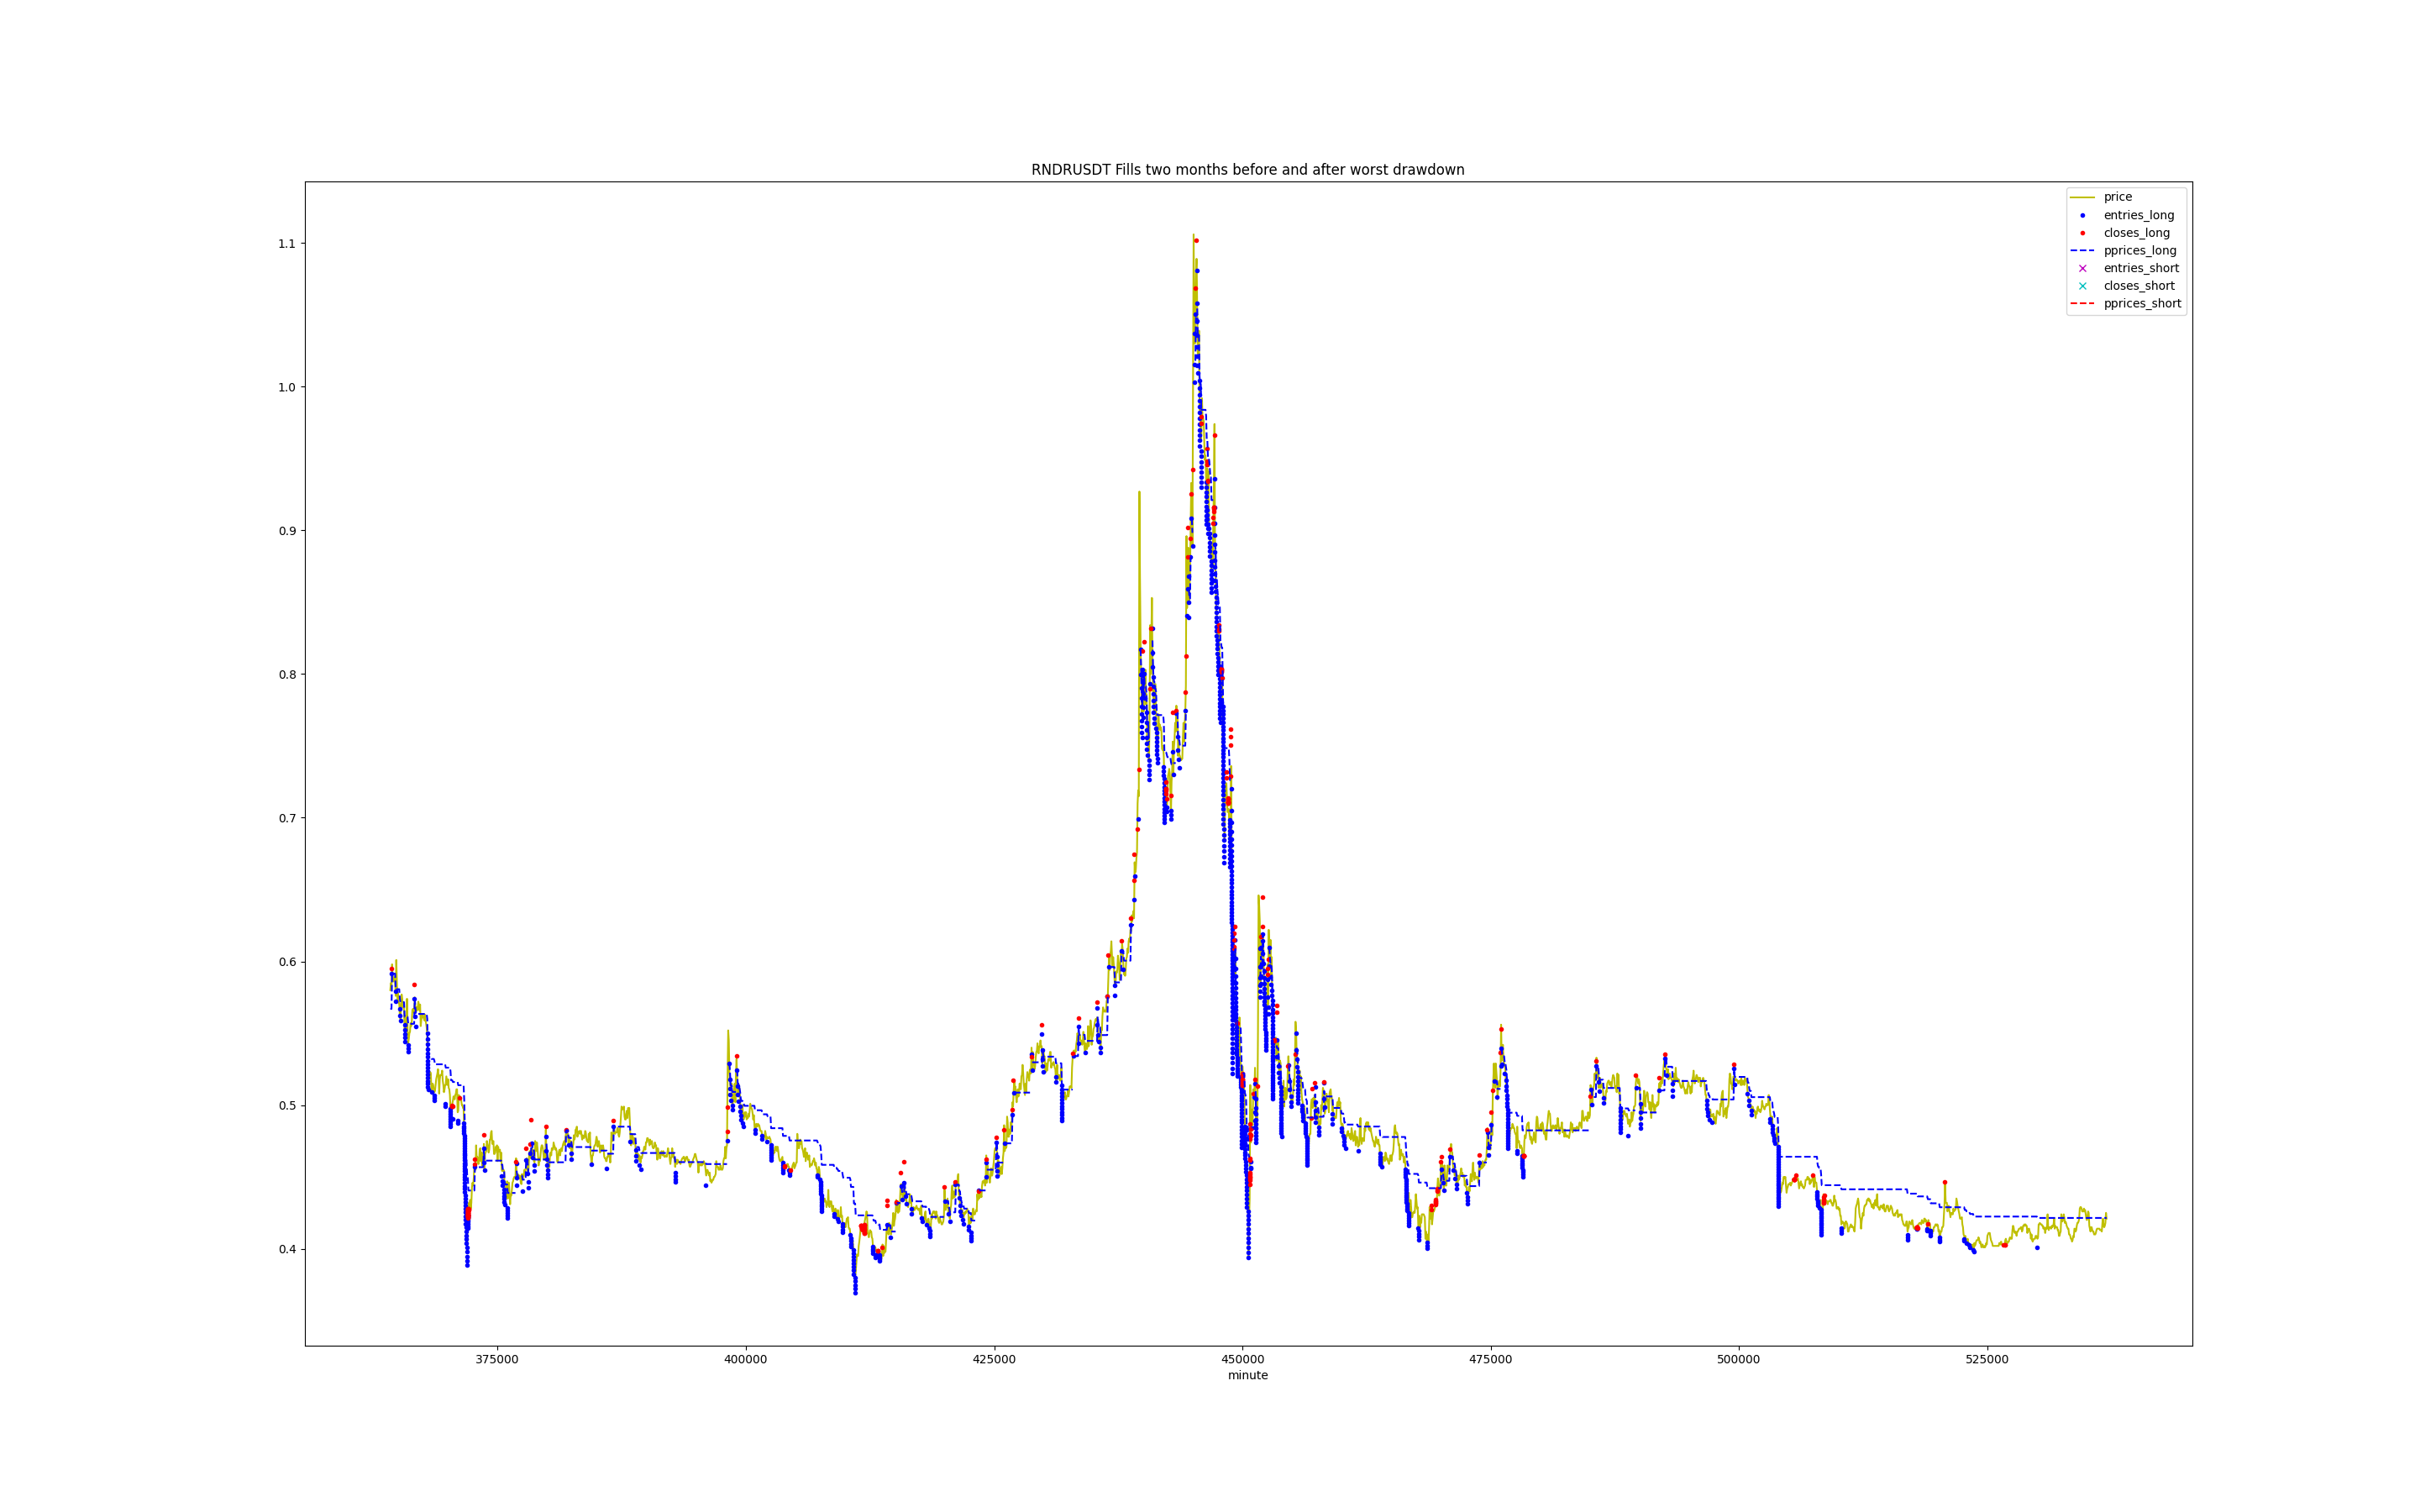 RNDRUSDT Fills two months before and after worst drawdown
price
entries_long
closes_long
pprices_long
entries_short
closes_short
pprices_short
1.1
1.0
0.9
0.8
0.7
0.6
0.5
0.4
375000 400000 425000 450000 475000 500000 525000
minute